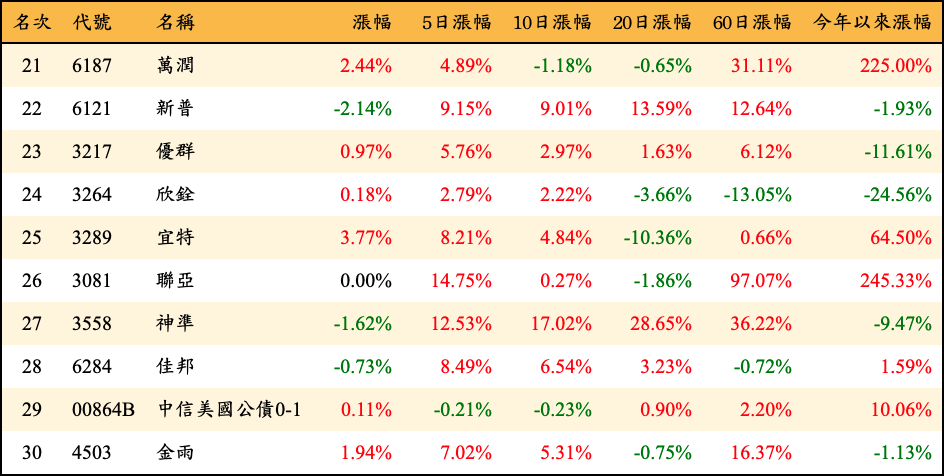 名次 代號 名稱 漲幅 5日漲幅 10日漲幅 20日漲幅 60日漲幅 今年以來漲幅
21 6187 萬潤 2.44% 4.89% -1.18% -0.65% 31.11% 225.00%
22 6121 新普 -2.14% 9.15% 9.01% 13.59% 12.64% -1.93%
23 3217 優群 0.97% 5.76% 2.97% 1.63% 6.12% -11.61%
24 3264 欣銓 0.18% 2.79% 2.22% -3.66% -13.05% -24.56%
25 3289 宜特 3.77% 8.21% 4.84% -10.36% 0.66% 64.50%
26 3081 聯亞 0.00% 14.75% 0.27% -1.86% 97.07% 245.33%
27 3558 神準 -1.62% 12.53% 17.02% 28.65% 36.22% -9.47%
28 6284 佳邦 -0.73% 8.49% 6.54% 3.23% -0.72% 1.59%
29 00864B 中信美國公債0-1 0.11% -0.21% -0.23% 0.90% 2.20% 10.06%
30 4503 金雨 1.94% 7.02% 5.31% -0.75% 16.37% -1.13%